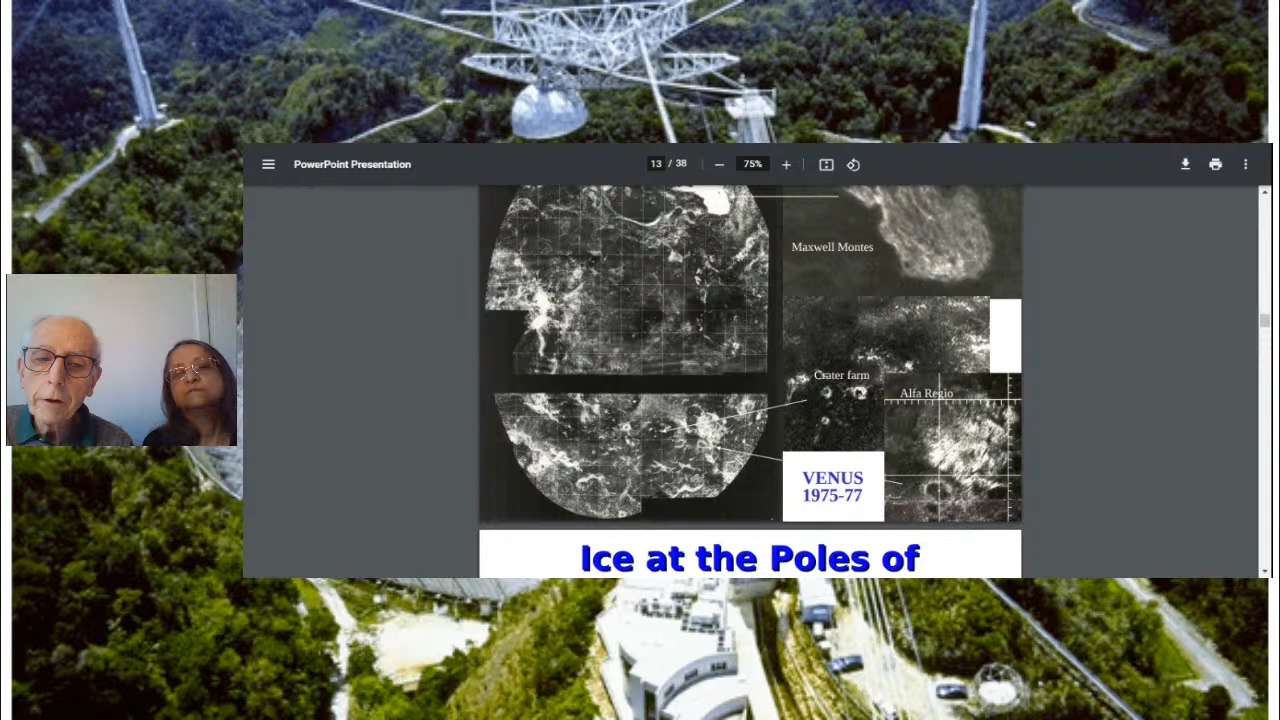 PowerPoint Presentation
13 / 38
75%
Maxwell Montes
Crater farm
Alfa Regio
VENUS
1975-77
Ice at the Poles of